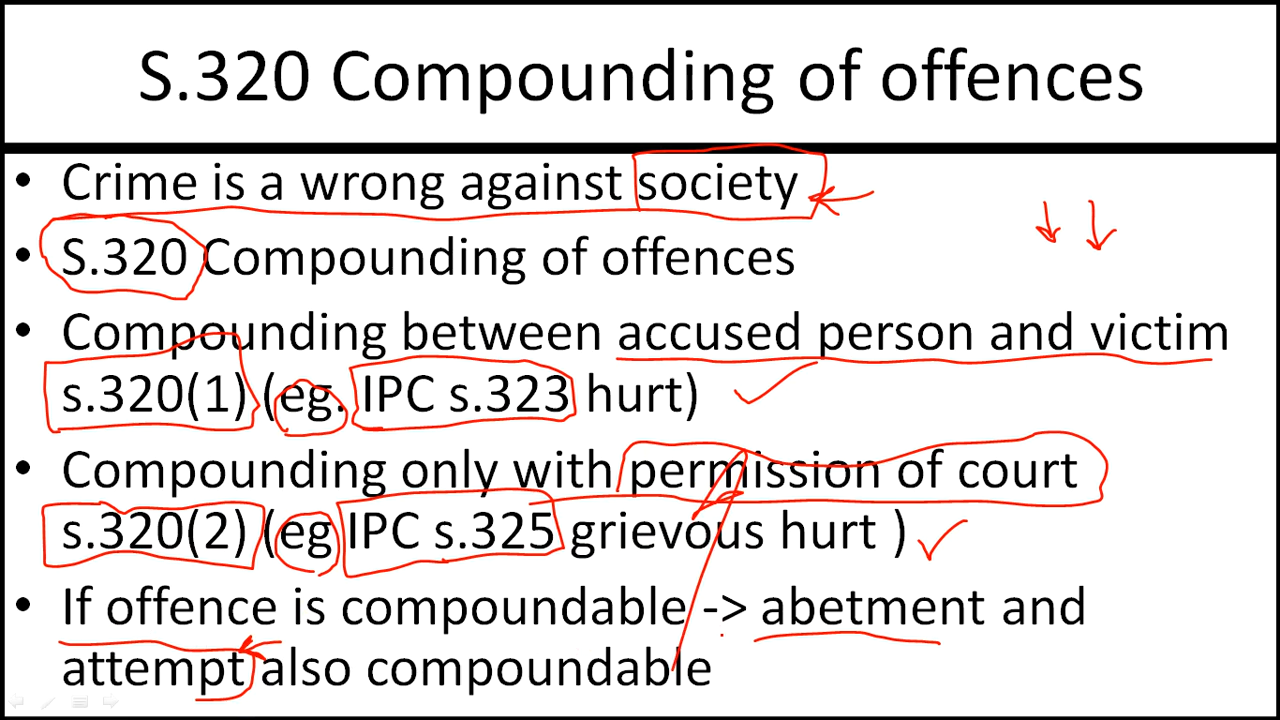 S.320 Compounding of offences
• Crime is a wrong against society
• S.320 Compounding of offences
• Compounding between accused person and victim
s.320(1) (eg. IPC s.323 hurt)
• Compounding only with permission of court
s.320(2) (eg IPC s.325 grievous hurt )
• If offence is compoundable -> abetment and
attempt also compoundable